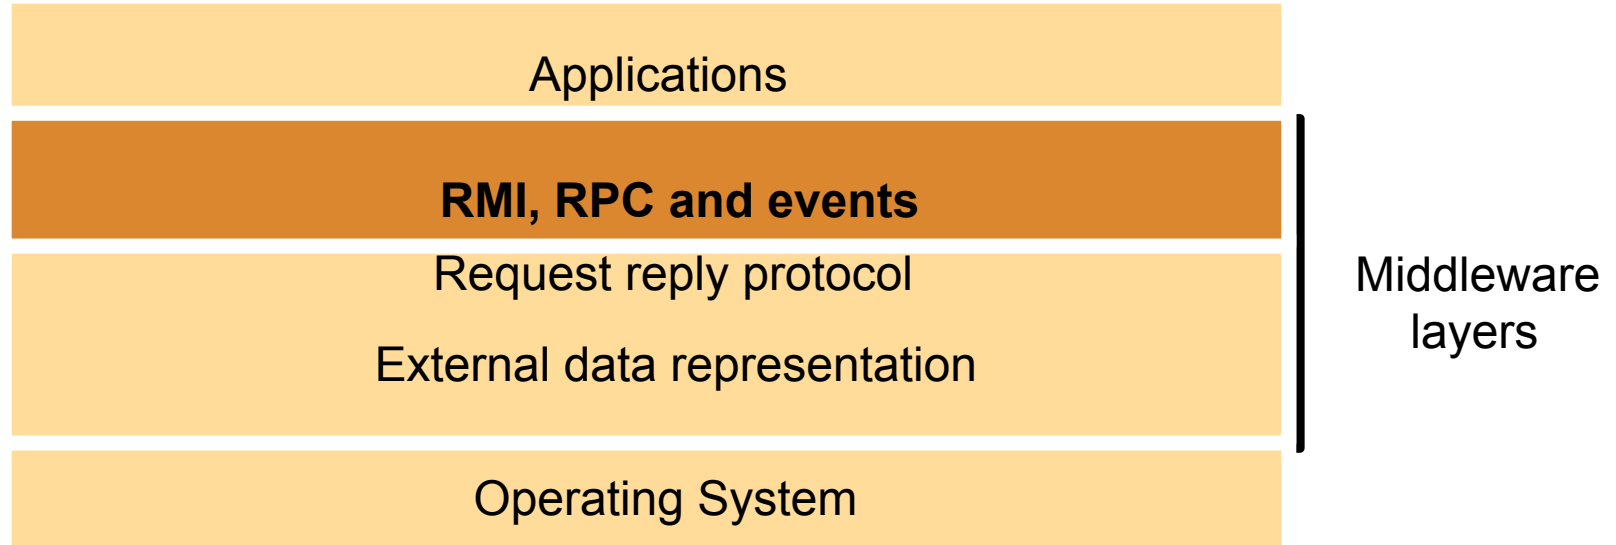 Applications
RMI, RPC and events
Request reply protocol
External data representation
Operating System
Middleware
layers